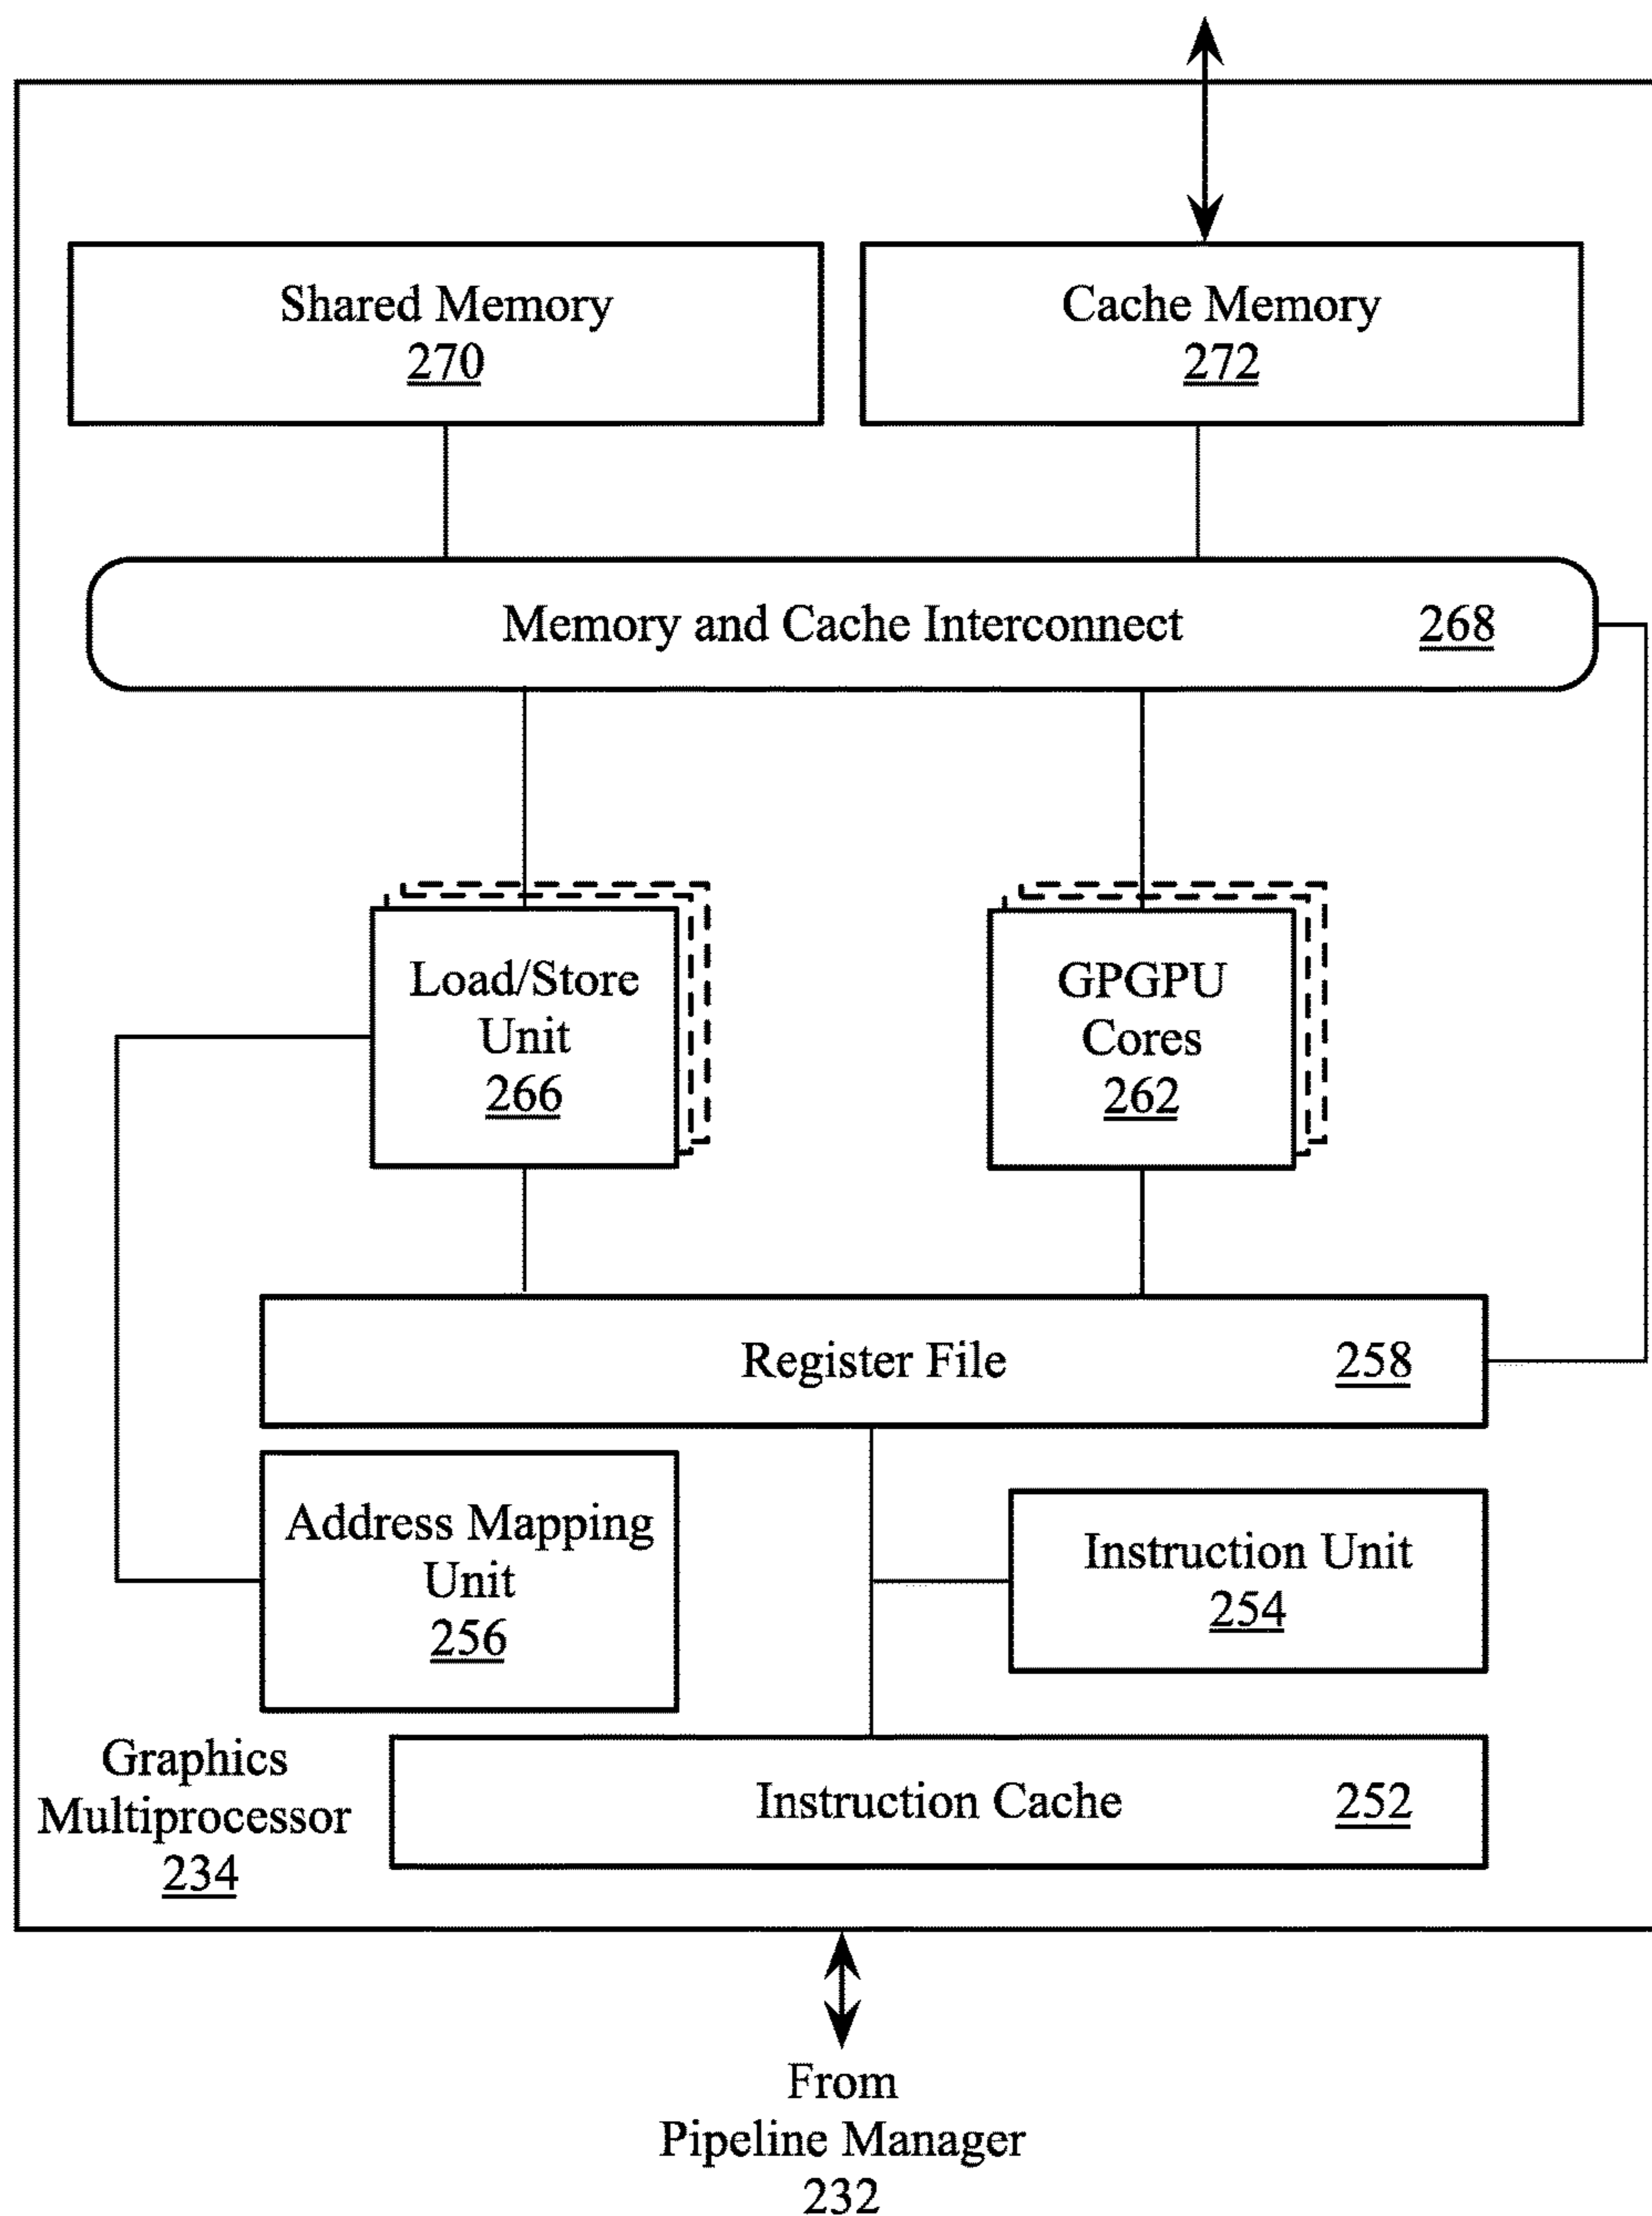 Shared Memory
270
Cache Memory
272
Memory and Cache Interconnect 268
Load/Store
Unit
266
GPGPU
Cores
262
Register File 258
Address Mapping
Unit
256
Instruction Unit
254
Graphics
Multiprocessor
234
Instruction Cache 252
From
Pipeline Manager
232